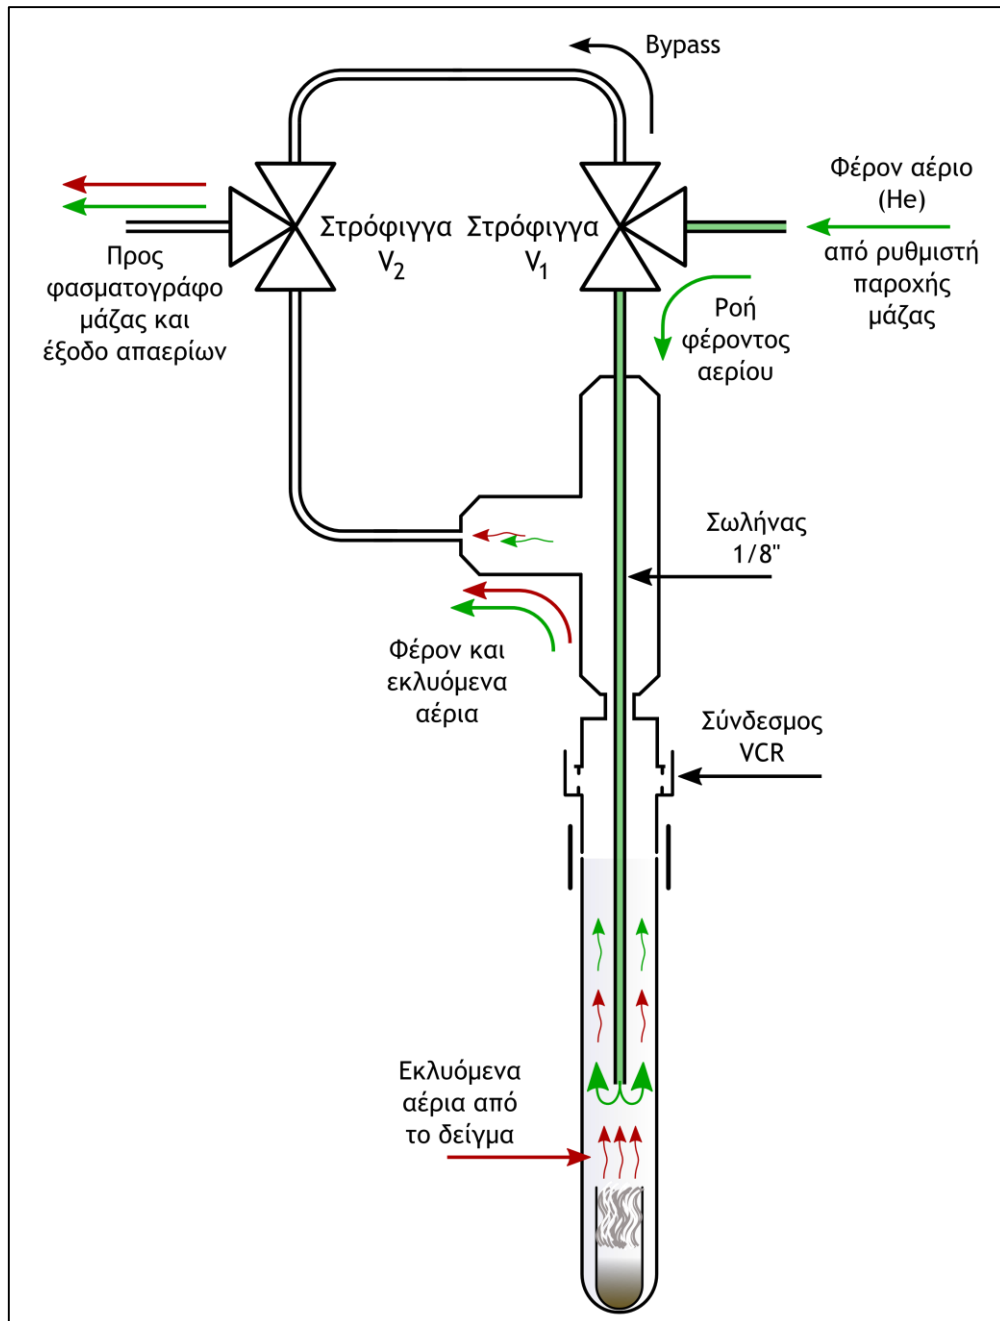 Bypass
Φέρον αέριο
(He)
από ρυθμιστή
παροχής
μάζας
Στρόφιγγα
V2
Στρόφιγγα
V1
Προς
φασματογράφο
μάζας και
έξοδο απαερίων
Ροή
φέροντος
αερίου
Σωλήνας
1/8"
Φέρον και
εκλυόμενα
αέρια
Σύνδεσμος
VCR
Εκλυόμενα
αέρια από
το δείγμα